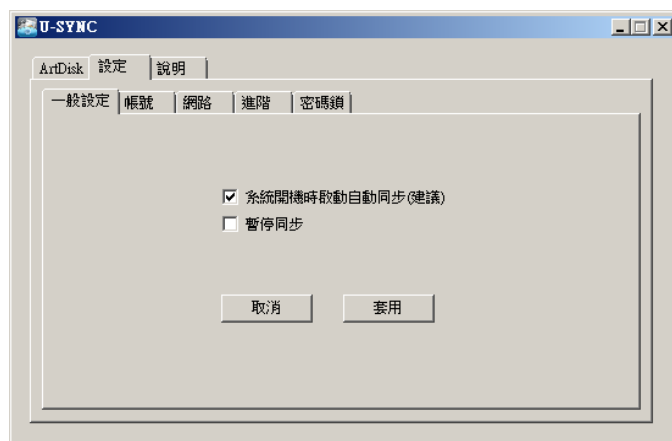 U-SYNC
ArtDisk 設定 說明
一般設定 帳號 網路 進階 密碼鎖
系統開機時啟動自動同步(建議)
暫停同步
取消 套用